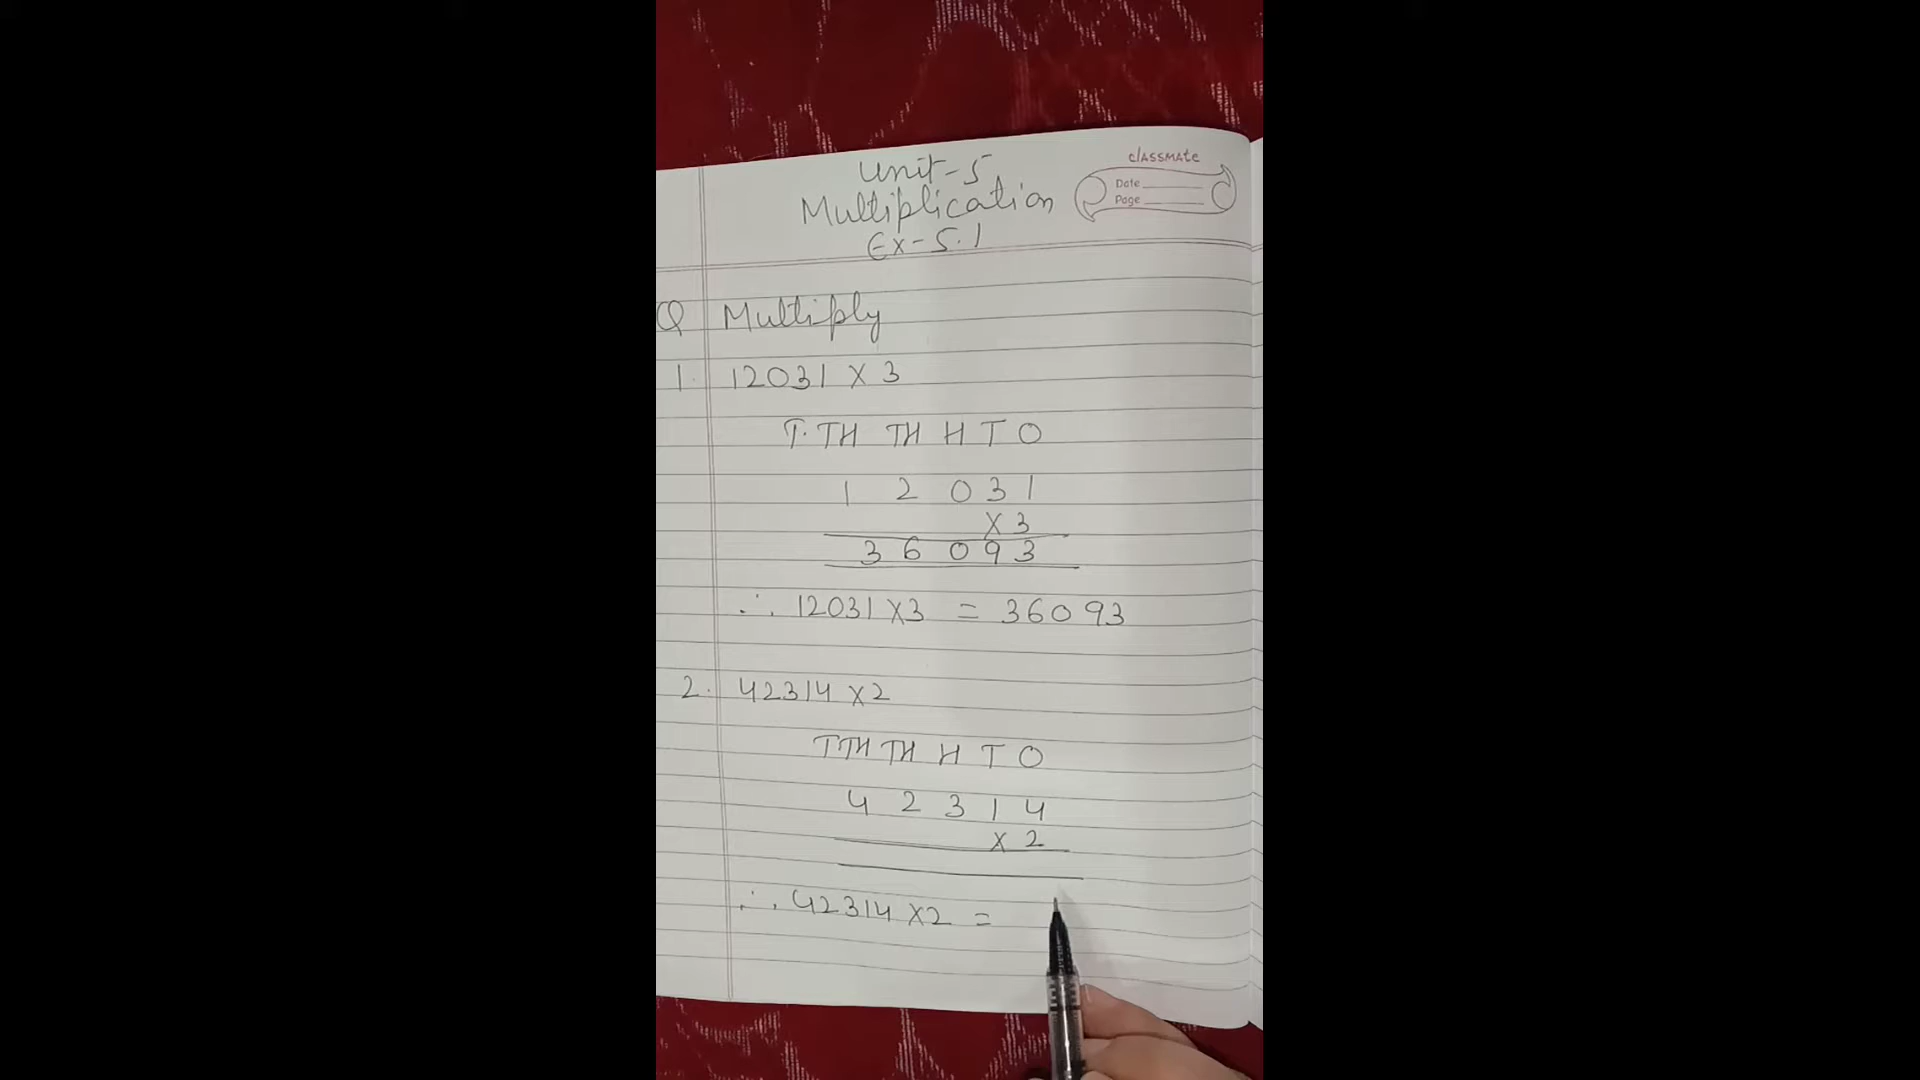 Unit-5
Multiplication
Ex-5.1
classmate
Date
Page
Q Multiply
1. 12031 X 3
T.TH TH H T O
1 2 0 3 1
X 3
3 6 0 9 3
∴ 12031 X3 = 36093
2. 42314 X2
TTH TH H T O
4 2 3 1 4
X 2
∴ 42314 X2 =